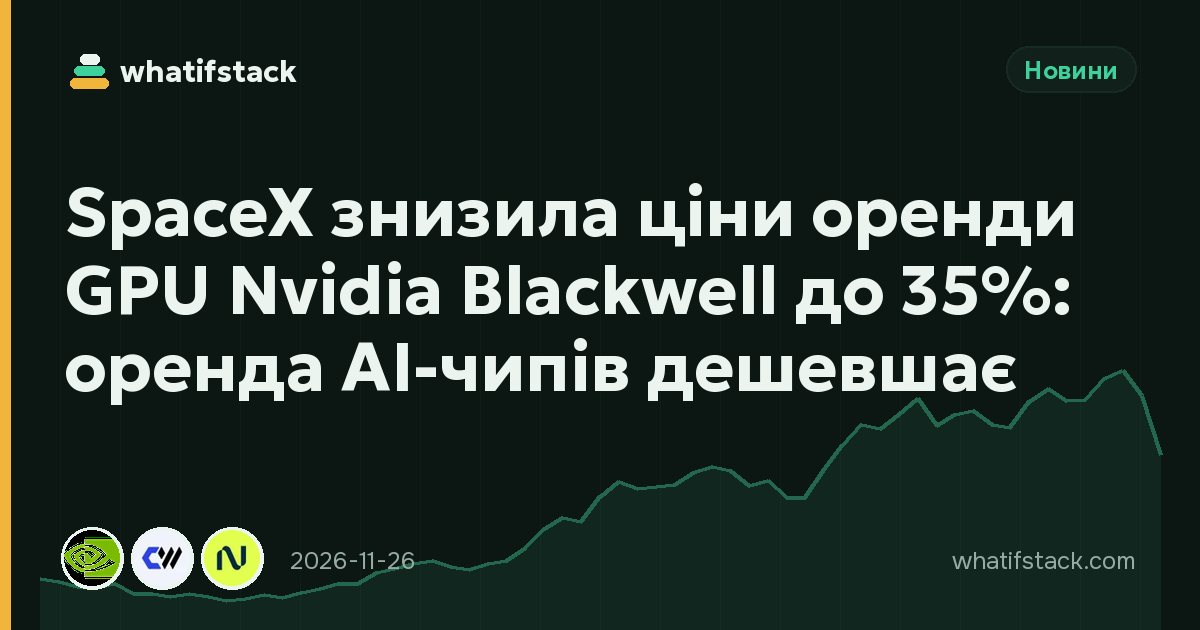 whatifstack
Новини
SpaceX знизила ціни оренди
GPU Nvidia Blackwell до 35%:
оренда AI-чипів дешевшає
2026-11-26
whatifstack.com